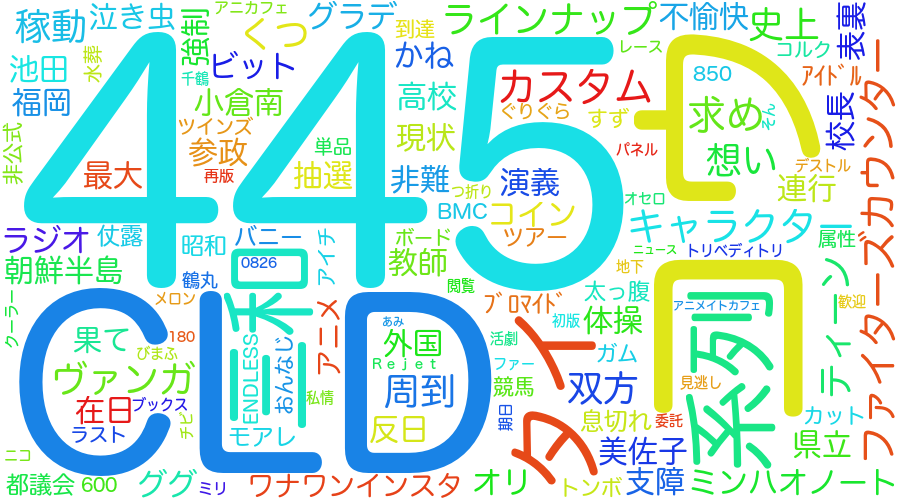 稼動
泣き虫
アニカフェ
グラデ
ラインナップ
不愉快
史上
表裏
強制
くつ
到達
レース
コルク
水葬
池田
千鶴
ビット
かね
445
守
850
アイドル
福岡
小倉南
高校
カスタム
求め
そん
校長
ファイターズカウンター
非公式
ツインズ
単品
現状
ぐりぐら
すず
パネル
想い
デストル
参政
再版
最大
抽選
非難
つ折り
演義
オセロ
連行
BMC
コイン
キャラクター
ラジオ
仗露
昭和
バニー
アイチ
ボード
ツアー
ニュース
トリベディトリ
属性
朝鮮半島
鶴丸
0826
教師
閲覧
地下
ティーン
歓迎
クーラー
メロン
和
CLD
ブロマイド
太っ腹
アニメイトカフェ
円
果て
180
アニメ
あみ
外国
活劇
初版
体操
タイ
系列
びまふ
ENDLESS
おんなじ
Rejet
ファー
ガム
ヴァンガ
私情
周到
競馬
双方
見逃し
在日
ブックス
チビ
反日
期日
息切れ
委託
カット
ラスト
モアレ
美佐子
県立
ニコ
都議会
600
ググ
ミリ
ワナワンインスタ
オリ
トンボ
支障
ミンハオノート